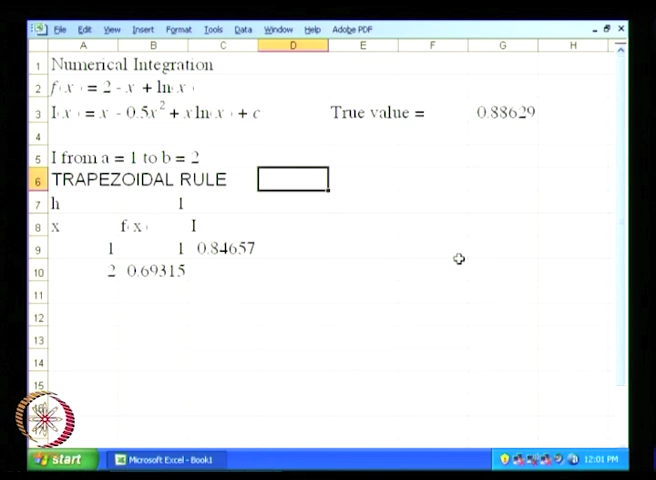 File Edit View Insert Format Tools Data Window Help Adobe PDF
A B C D E F G H
1 Numerical Integration
2 f(x) = 2 - x + ln(x)
3 I(x) = x - 0.5x² + x ln(x) + c True value = 0.88629
4
5 I from a = 1 to b = 2
6 TRAPEZOIDAL RULE
7 h 1
8 x f(x) I
9 1 1 0.84657
10 2 0.69315
11
12
13
14
15
start Microsoft Excel - Book1 12:01 PM